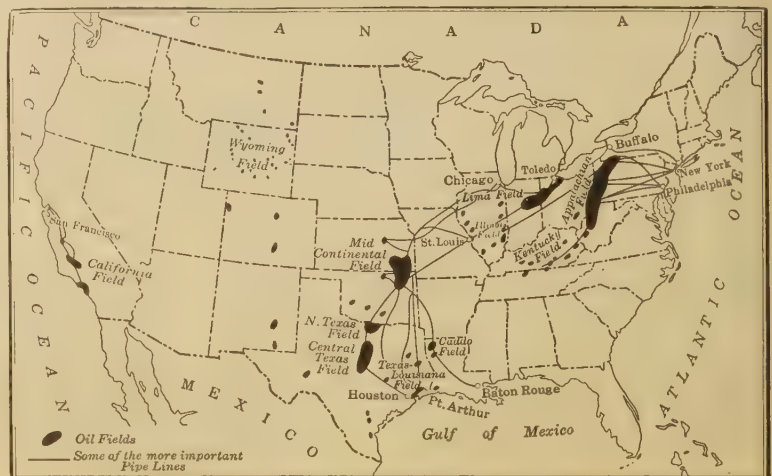 C A N A D A
PACIFIC OCEAN
Wyoming
Field
Buffalo
Chicago
Toledo
Lima Field
Appalachian
Field
New York
Philadelphia
San Francisco
California
Field
Mid
Continental
Field
St. Louis
Illinois
Field
Kentucky
Field
N. Texas
Field
Central
Texas
Field
Caddo
Field
Texas-
Louisiana
Field
Houston
Pt. Arthur
Baton Rouge
MEXICO
Gulf of Mexico
ATLANTIC
OCEAN
Oil Fields
Some of the more important
Pipe Lines